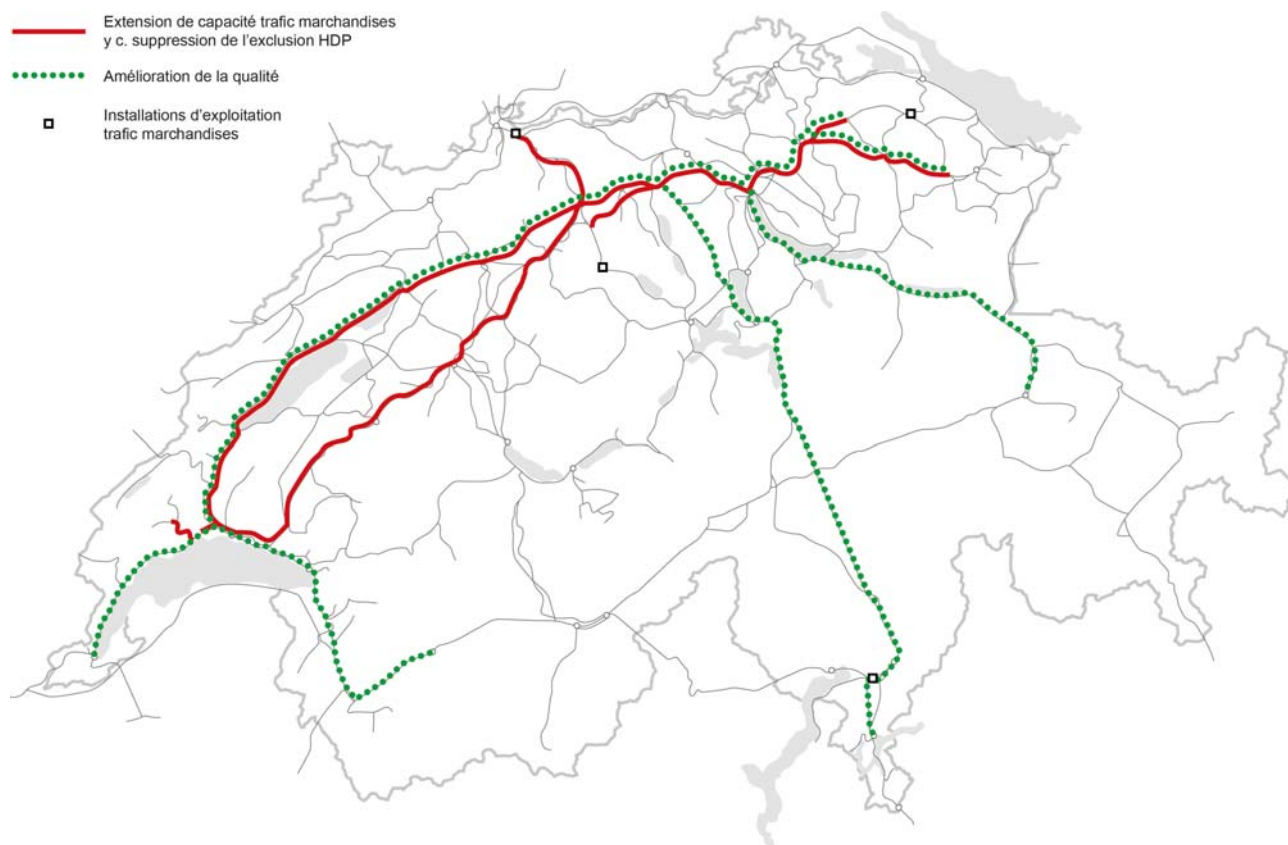 Extension de capacité trafic marchandises
y c. suppression de l'exclusion HDP
Amélioration de la qualité
Installations d'exploitation
trafic marchandises